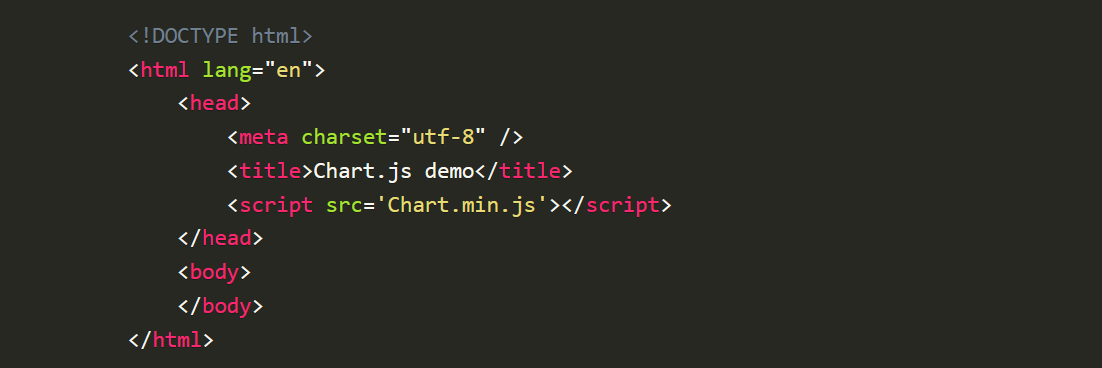 <!DOCTYPE html>
<html lang="en">
    <head>
        <meta charset="utf-8" />
        <title>Chart.js demo</title>
        <script src='Chart.min.js'></script>
    </head>
    <body>
    </body>
</html>